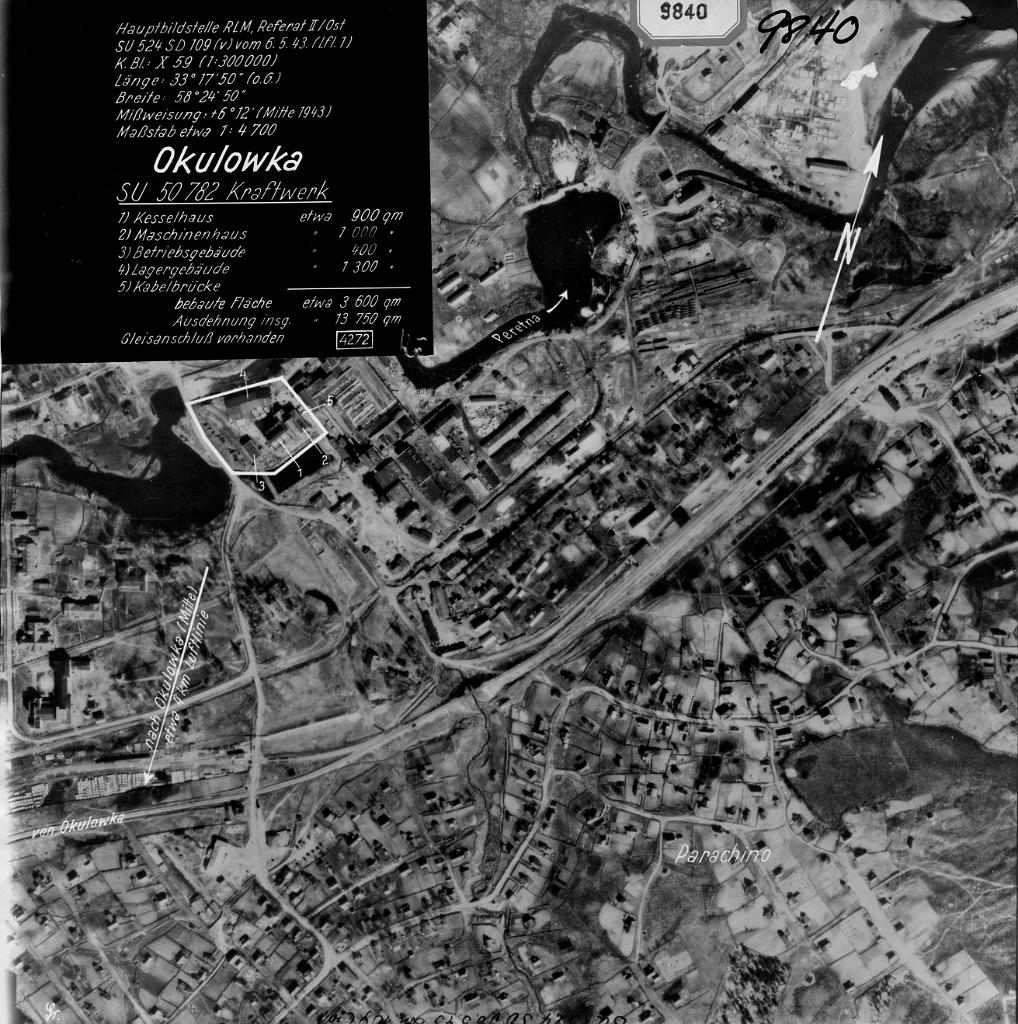 Hauptbildstelle RLM, Referat II/Ost
SU 524 SD 109 (v) vom 6.5.43. (Lfl.1)
K.Bl.: X 59 (1:300000)
Länge: 33° 17' 50" (o.G.)
Breite: 58° 24' 50"
Mißweisung: +6° 12' (Mitte 1943)
Maßstab etwa 1:4 700
Okulowka
SU 50 782 Kraftwerk
1) Kesselhaus etwa 900 qm
2) Maschinenhaus " 1 000 "
3) Betriebsgebäude " 400 "
4) Lagergebäude " 1 300 "
5) Kabelbrücke
bebaute Fläche etwa 3 600 qm
Ausdehnung insg. " 13 750 qm
Gleisanschluß vorhanden 4272
9840
9840
N
Peretna
4
5
2
1
3
nach Okulowka (Mitte)
etwa 4 km Luftlinie
von Okulowka
Parachino